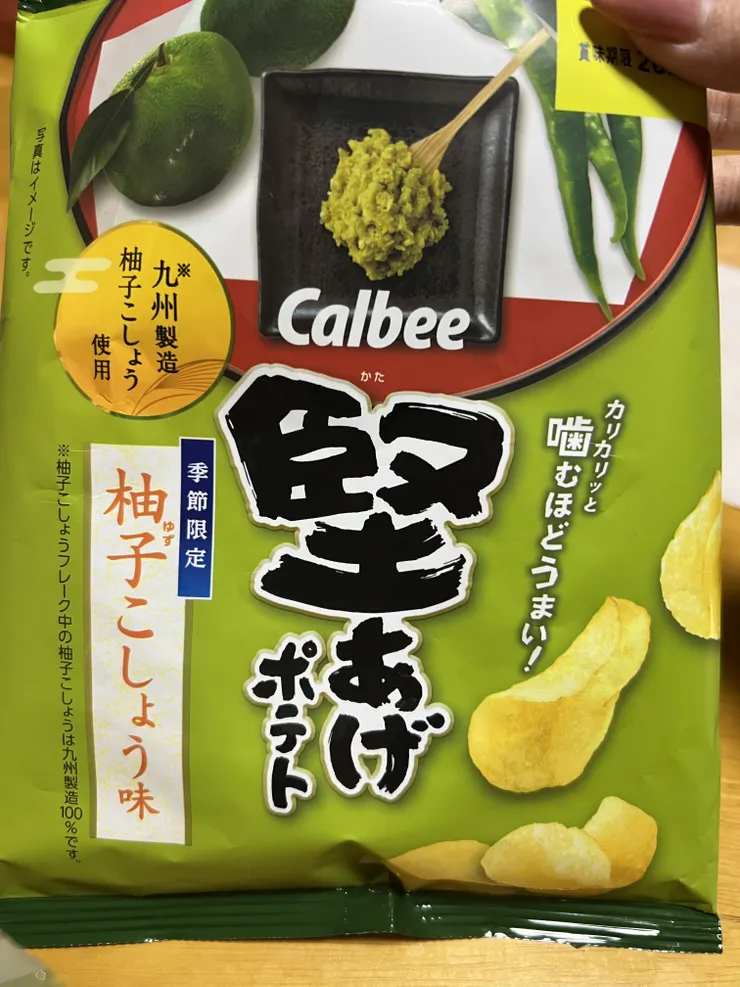 賞味期限
写真はイメージです。
※
九州製造
柚子こしょう
使用
Calbee
かた
堅あげ
ポテト
カリカリッと
噛むほどうまい!
季節限定
柚子こしょう味
ゆず
※柚子こしょうフレーク中の柚子こしょうは九州製造100%です。